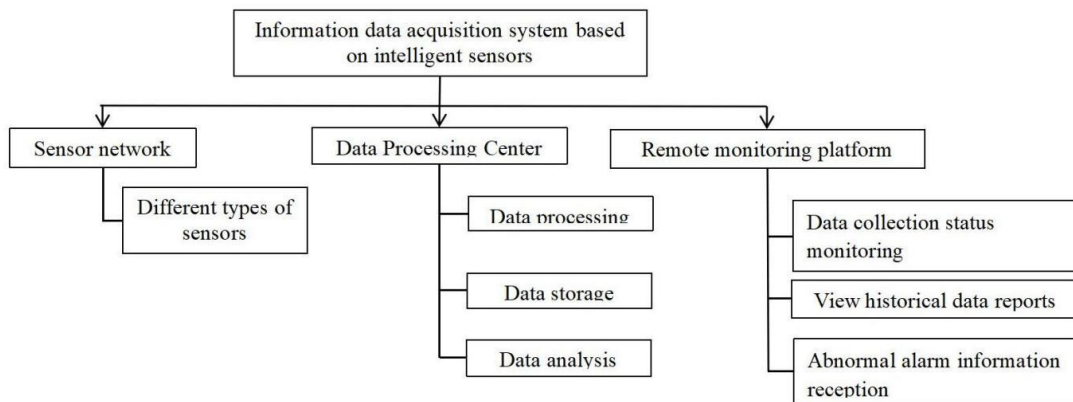 Information data acquisition system based
on intelligent sensors
Sensor network
Data Processing Center
Remote monitoring platform
Different types of
sensors
Data processing
Data storage
Data analysis
Data collection status
monitoring
View historical data reports
Abnormal alarm information
reception